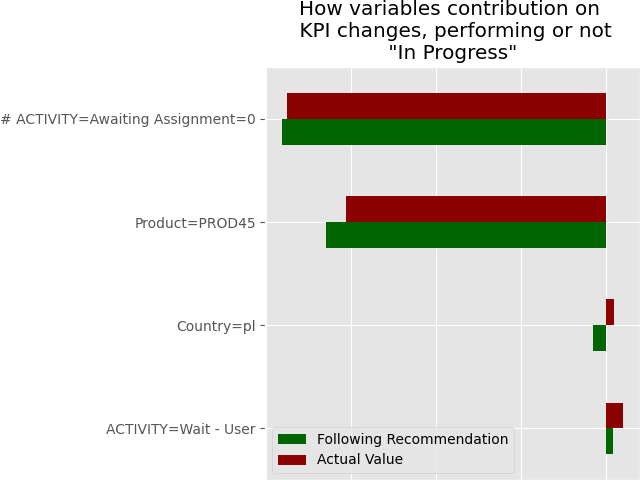 How variables contribution on
KPI changes, performing or not
"In Progress"
# ACTIVITY=Awaiting Assignment=0
Product=PROD45
Country=pl
ACTIVITY=Wait - User
Following Recommendation
Actual Value